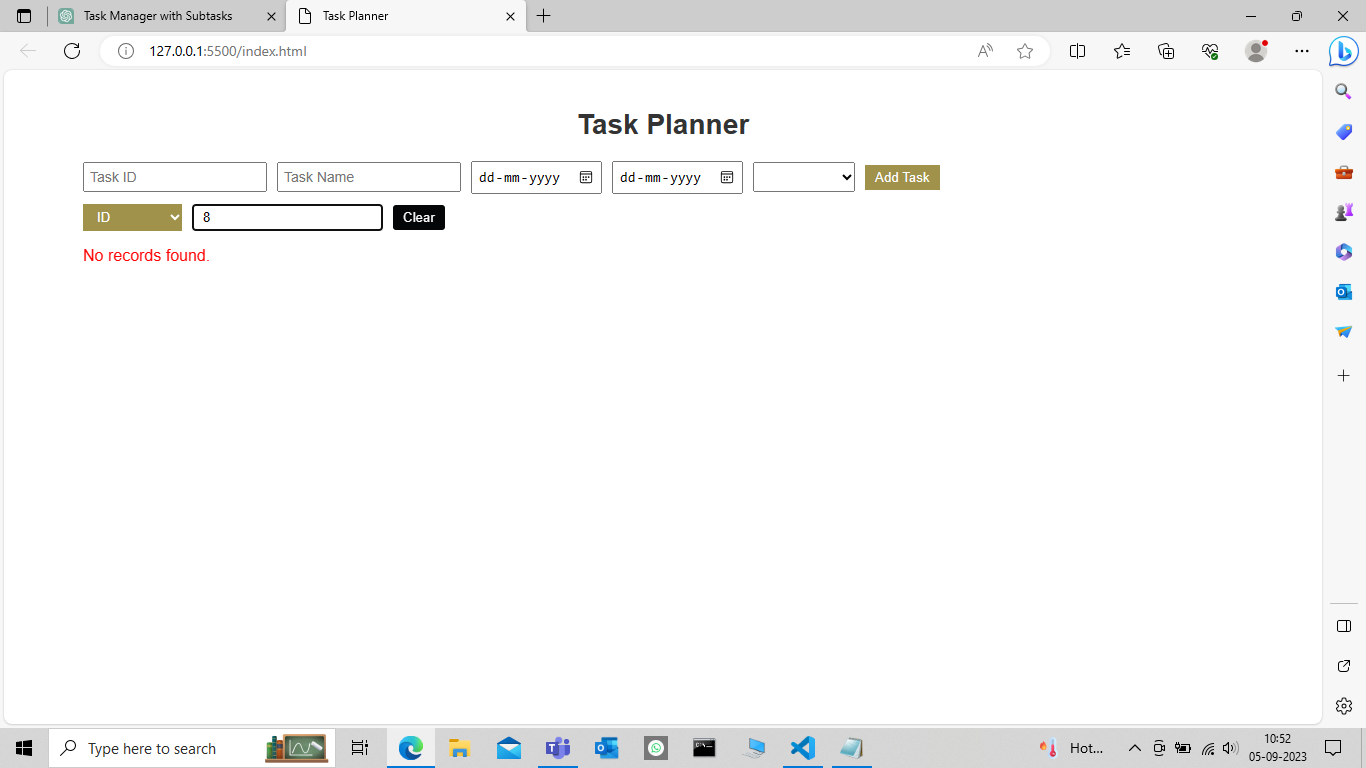 Task Manager with Subtasks
Task Planner
127.0.0.1:5500/index.html
Task Planner
Task ID Task Name dd-mm-yyyy dd-mm-yyyy Add Task
ID 8 Clear
No records found.
Type here to search
Hot...
10:52
05-09-2023